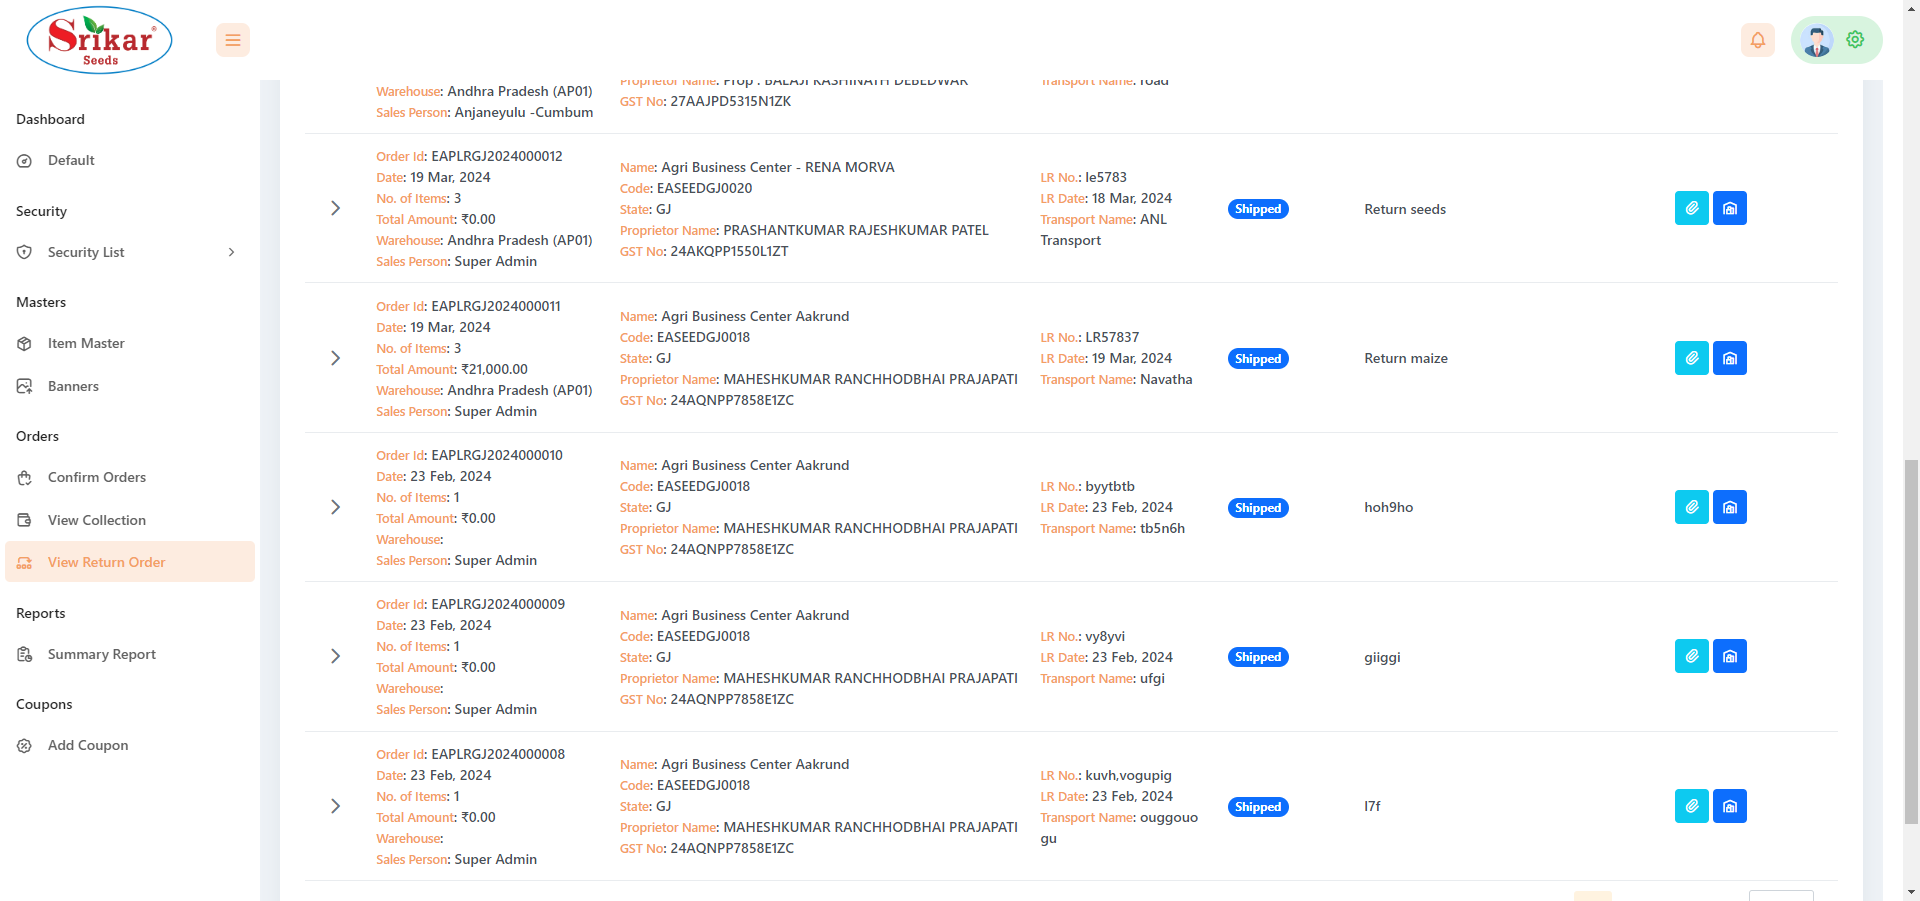 Srikar
Seeds
Dashboard
Default
Security
Security List
Masters
Item Master
Banners
Orders
Confirm Orders
View Collection
View Return Order
Reports
Summary Report
Coupons
Add Coupon
Warehouse: Andhra Pradesh (AP01)
Sales Person: Anjaneyulu -Cumbum
Proprietor Name: Prop : BALAJI KASHINATH DEBEDWAR
GST No: 27AAJPD5315N1ZK
Transport Name: road
Order Id: EAPLRGJ2024000012
Date: 19 Mar, 2024
No. of Items: 3
Total Amount: ₹0.00
Warehouse: Andhra Pradesh (AP01)
Sales Person: Super Admin
Name: Agri Business Center - RENA MORVA
Code: EASEEDGJ0020
State: GJ
Proprietor Name: PRASHANTKUMAR RAJESHKUMAR PATEL
GST No: 24AKQPP1550L1ZT
LR No.: le5783
LR Date: 18 Mar, 2024
Transport Name: ANL
Transport
Shipped
Return seeds
Order Id: EAPLRGJ2024000011
Date: 19 Mar, 2024
No. of Items: 3
Total Amount: ₹21,000.00
Warehouse: Andhra Pradesh (AP01)
Sales Person: Super Admin
Name: Agri Business Center Aakrund
Code: EASEEDGJ0018
State: GJ
Proprietor Name: MAHESHKUMAR RANCHHODBHAI PRAJAPATI
GST No: 24AQNPP7858E1ZC
LR No.: LR57837
LR Date: 19 Mar, 2024
Transport Name: Navatha
Shipped
Return maize
Order Id: EAPLRGJ2024000010
Date: 23 Feb, 2024
No. of Items: 1
Total Amount: ₹0.00
Warehouse:
Sales Person: Super Admin
Name: Agri Business Center Aakrund
Code: EASEEDGJ0018
State: GJ
Proprietor Name: MAHESHKUMAR RANCHHODBHAI PRAJAPATI
GST No: 24AQNPP7858E1ZC
LR No.: byytbtb
LR Date: 23 Feb, 2024
Transport Name: tb5n6h
Shipped
hoh9ho
Order Id: EAPLRGJ2024000009
Date: 23 Feb, 2024
No. of Items: 1
Total Amount: ₹0.00
Warehouse:
Sales Person: Super Admin
Name: Agri Business Center Aakrund
Code: EASEEDGJ0018
State: GJ
Proprietor Name: MAHESHKUMAR RANCHHODBHAI PRAJAPATI
GST No: 24AQNPP7858E1ZC
LR No.: vy8yvi
LR Date: 23 Feb, 2024
Transport Name: ufgi
Shipped
giiggi
Order Id: EAPLRGJ2024000008
Date: 23 Feb, 2024
No. of Items: 1
Total Amount: ₹0.00
Warehouse:
Sales Person: Super Admin
Name: Agri Business Center Aakrund
Code: EASEEDGJ0018
State: GJ
Proprietor Name: MAHESHKUMAR RANCHHODBHAI PRAJAPATI
GST No: 24AQNPP7858E1ZC
LR No.: kuvh,vogupig
LR Date: 23 Feb, 2024
Transport Name: ouggouo
gu
Shipped
l7f